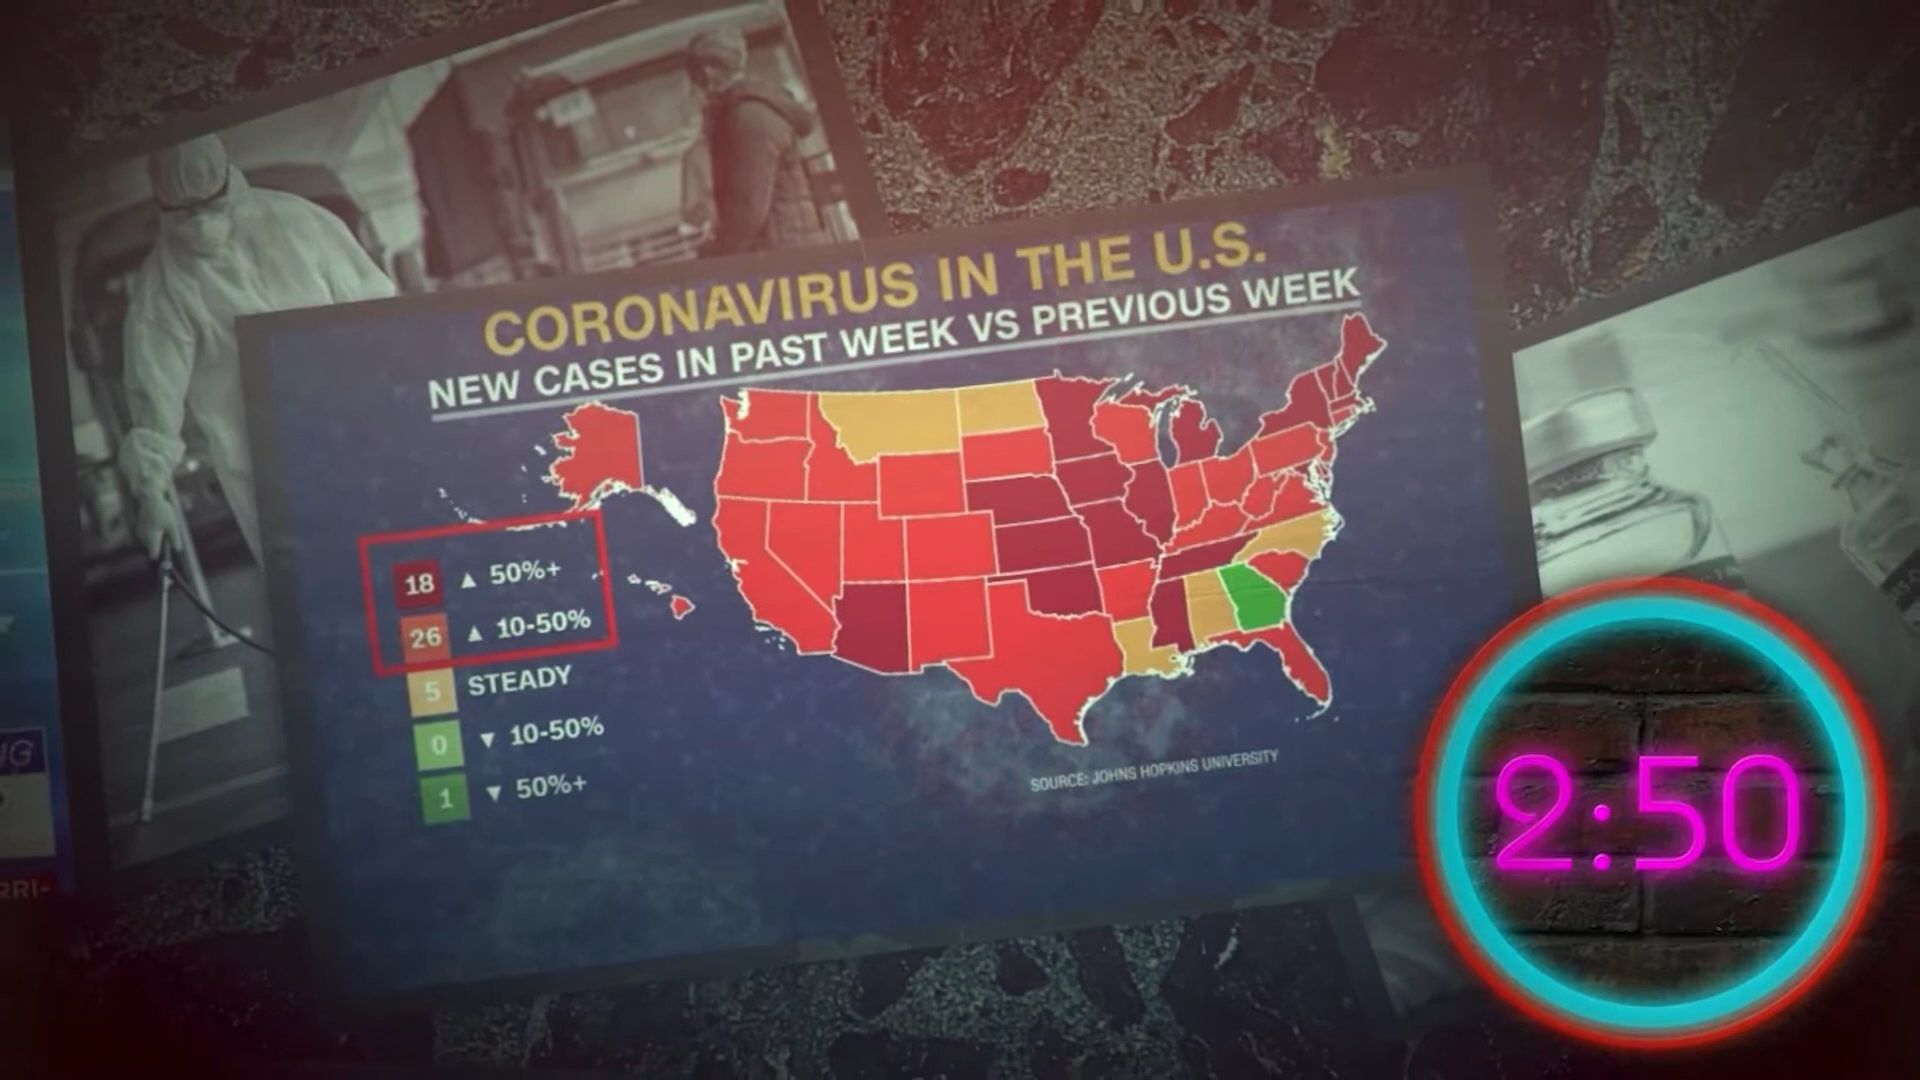 CORONAVIRUS IN THE U.S.
NEW CASES IN PAST WEEK VS PREVIOUS WEEK
18 ▲ 50%+
26 ▲ 10-50%
5 STEADY
0 ▼ 10-50%
1 ▼ 50%+
SOURCE: JOHNS HOPKINS UNIVERSITY
2:50
RRI-